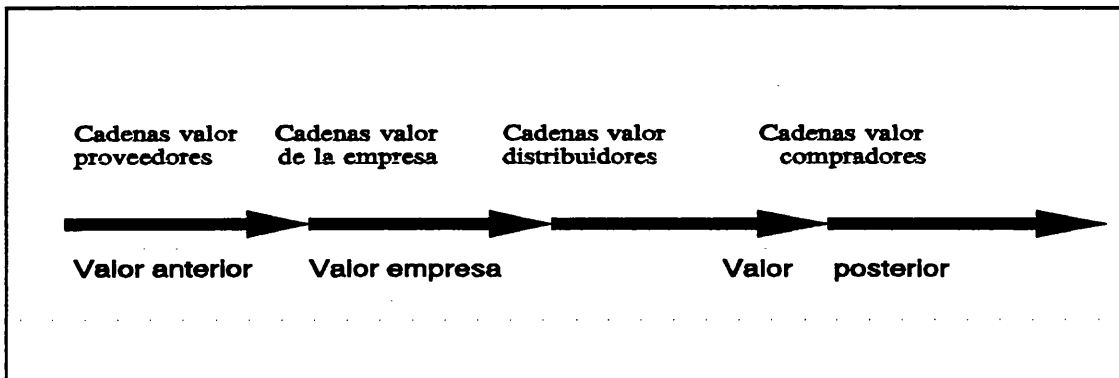 Cadenas valor proveedores
Cadenas valor de la empresa
Cadenas valor distribuidores
Cadenas valor compradores
Valor anterior
Valor empresa
Valor posterior